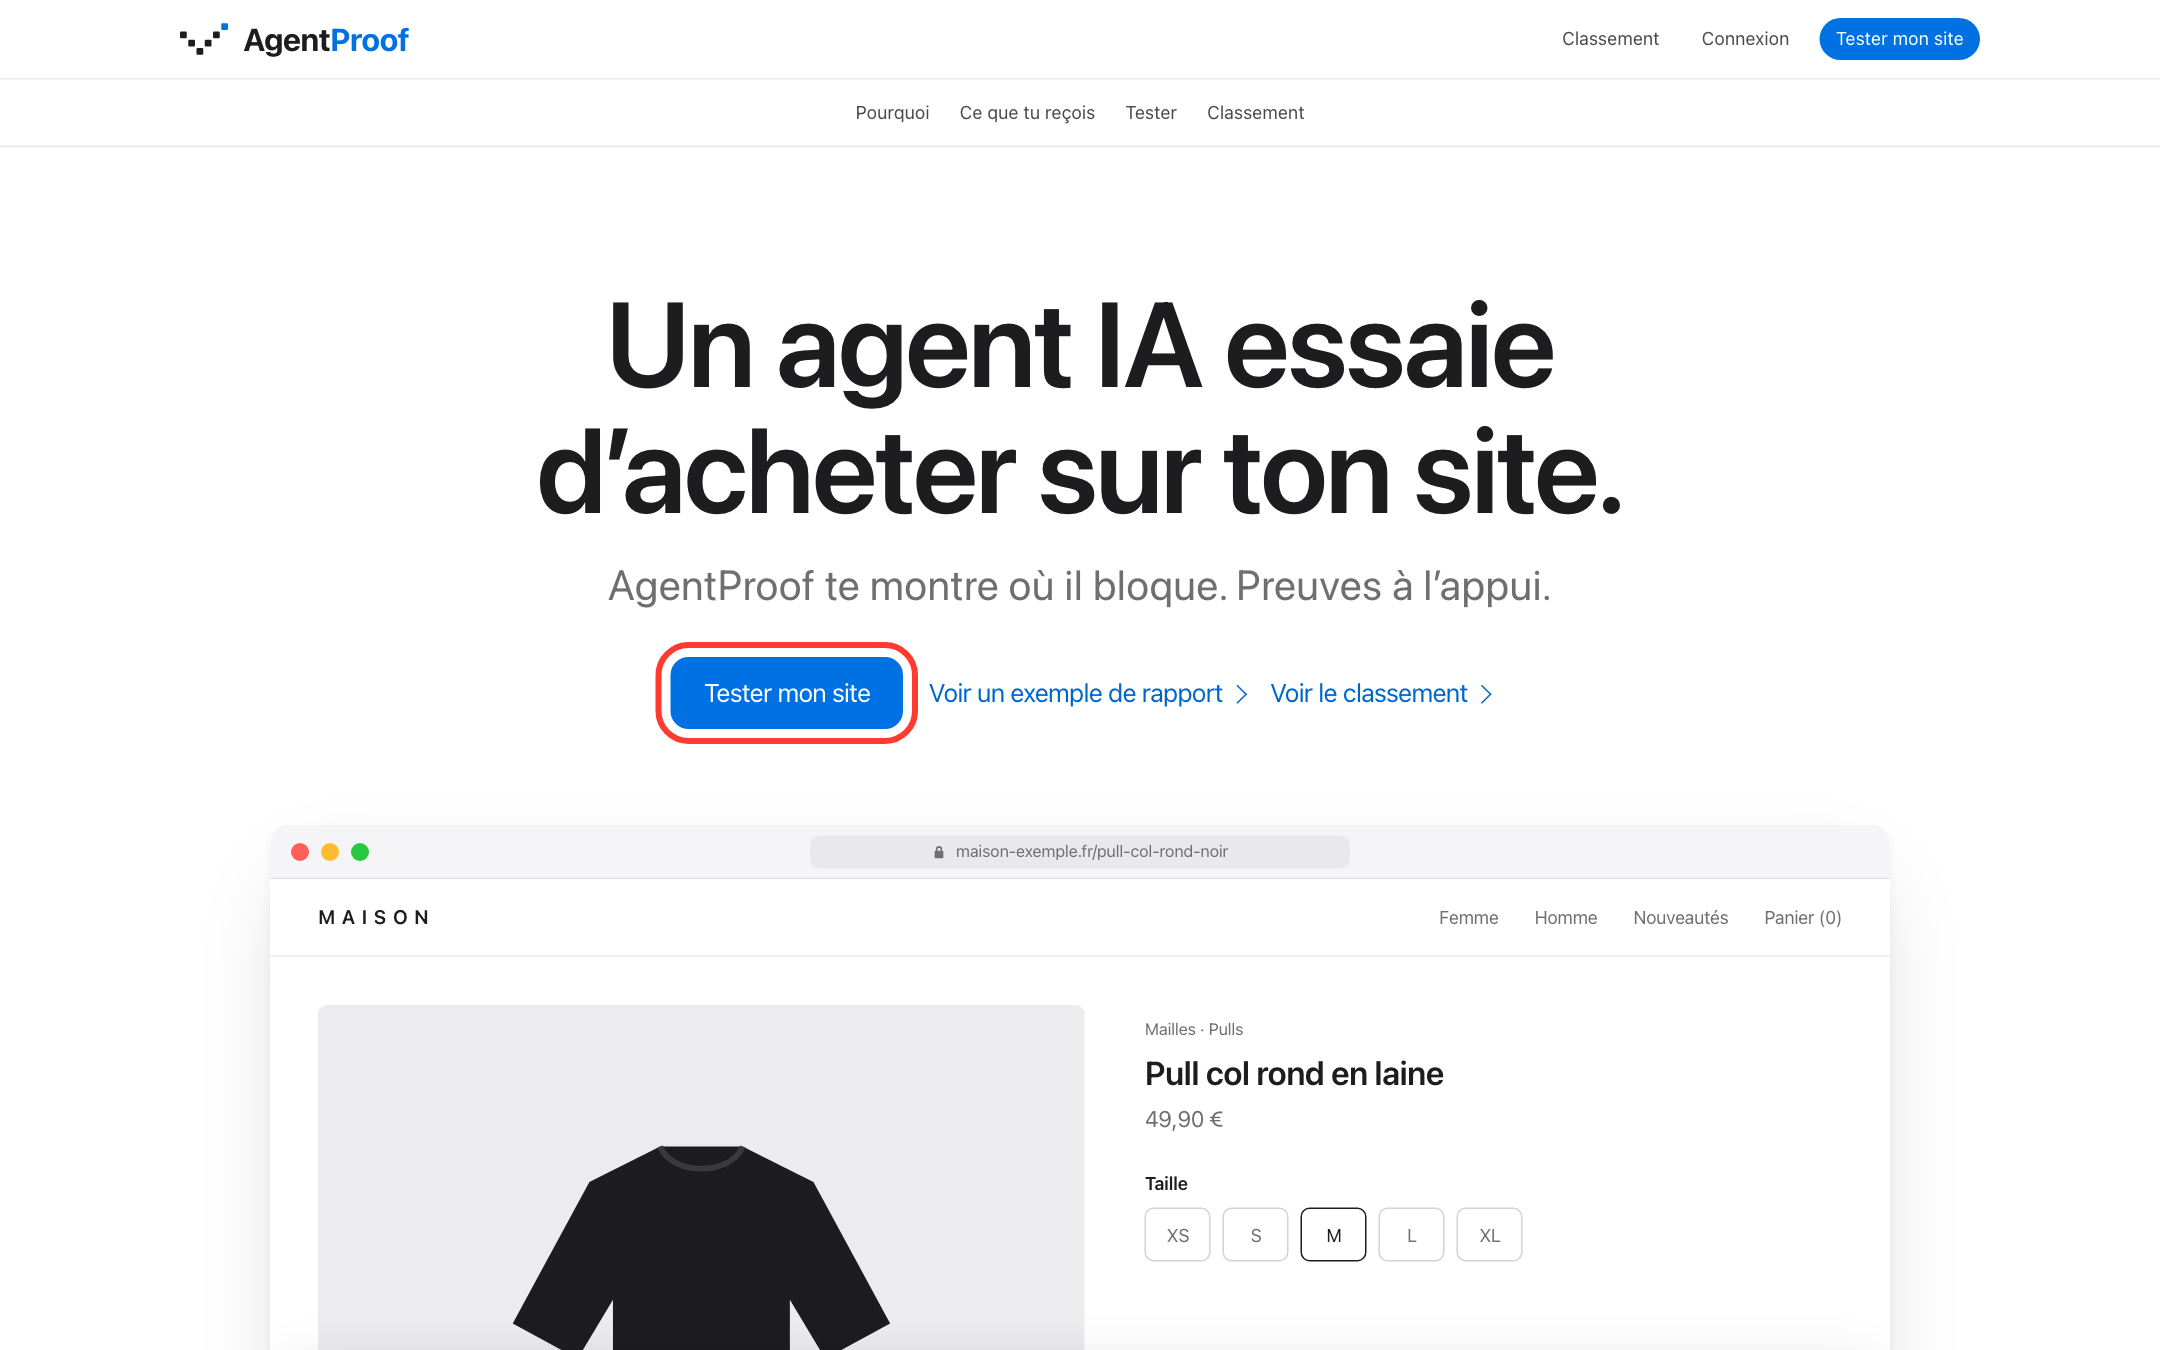 AgentProof
Classement
Connexion
Tester mon site
Pourquoi
Ce que tu reçois
Tester
Classement
Un agent IA essaie
d’acheter sur ton site.
AgentProof te montre où il bloque. Preuves à l’appui.
Tester mon site
Voir un exemple de rapport
Voir le classement
maison-exemple.fr/pull-col-rond-noir
MAISON
Femme
Homme
Nouveautés
Panier (0)
Mailles · Pulls
Pull col rond en laine
49,90 €
Taille
XS
S
M
L
XL